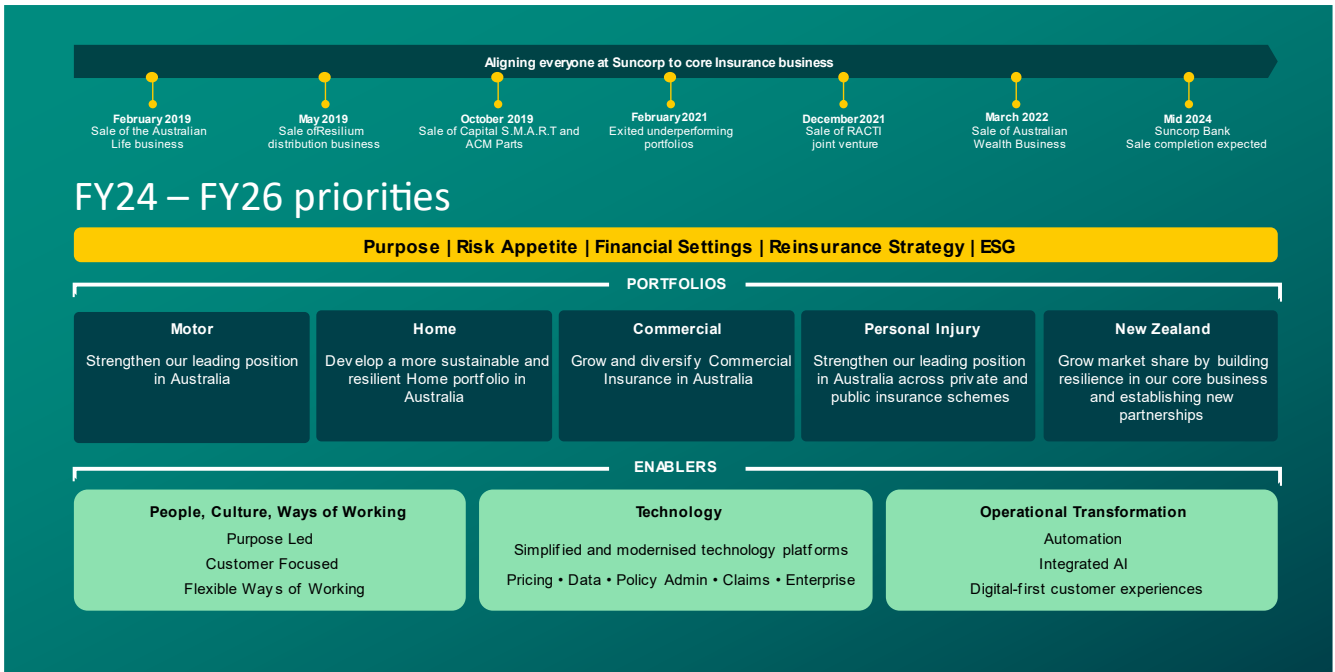 Aligning everyone at Suncorp to core Insurance business
February 2019
Sale of the Australian
Life business
May 2019
Sale ofResilium
distribution business
October 2019
Sale of Capital S.M.A.R.T and
ACM Parts
February2021
Exited underperforming
portfolios
December2021
Sale of RACTI
joint venture
March 2022
Sale of Australian
Wealth Business
Mid 2024
Suncorp Bank
Sale completion expected
FY24 – FY26 priorities
Purpose | Risk Appetite | Financial Settings | Reinsurance Strategy | ESG
PORTFOLIOS
Motor
Strengthen our leading position
in Australia
Home
Develop a more sustainable and
resilient Home portfolio in
Australia
Commercial
Grow and diversify Commercial
Insurance in Australia
Personal Injury
Strengthen our leading position
in Australia across private and
public insurance schemes
New Zealand
Grow market share by building
resilience in our core business
and establishing new
partnerships
ENABLERS
People, Culture, Ways of Working
Purpose Led
Customer Focused
Flexible Ways of Working
Technology
Simplified and modernised technology platforms
Pricing • Data • Policy Admin • Claims • Enterprise
Operational Transformation
Automation
Integrated AI
Digital-first customer experiences